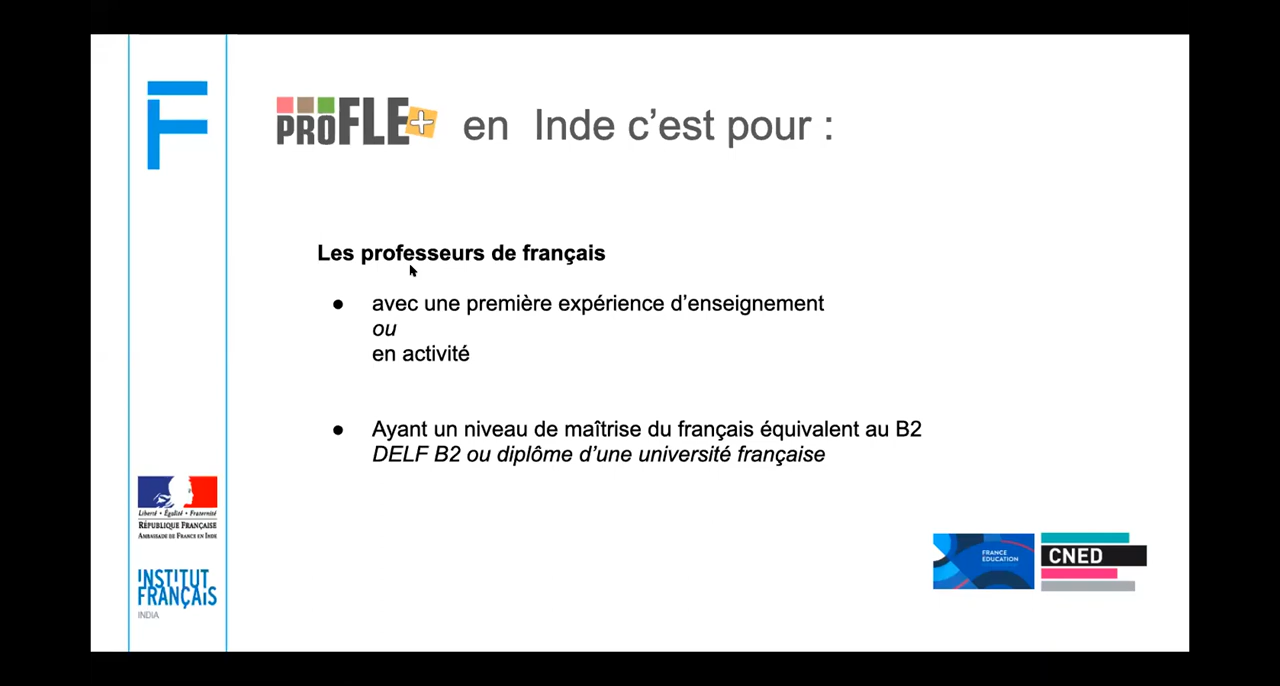 PROFLE+ en Inde c’est pour :
Les professeurs de français
● avec une première expérience d’enseignement
ou
en activité
● Ayant un niveau de maîtrise du français équivalent au B2
DELF B2 ou diplôme d’une université française
Liberté • Égalité • Fraternité
RÉPUBLIQUE FRANÇAISE
AMBASSADE DE FRANCE EN INDE
INSTITUT
FRANÇAIS
INDIA
FRANCE
ÉDUCATION
CNED